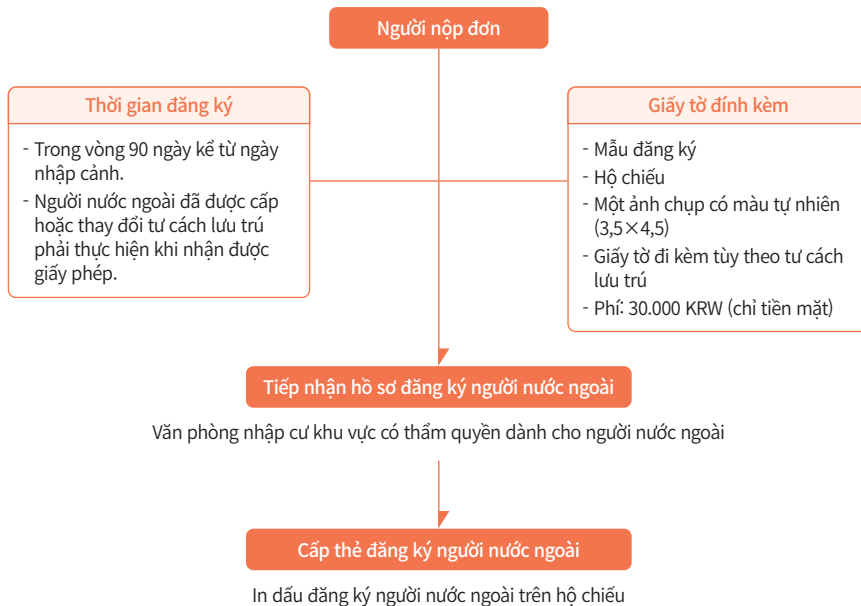 Người nộp đơn
Thời gian đăng ký
- Trong vòng 90 ngày kể từ ngày
nhập cảnh.
- Người nước ngoài đã được cấp
hoặc thay đổi tư cách lưu trú
phải thực hiện khi nhận được
giấy phép.
Giấy tờ đính kèm
- Mẫu đăng ký
- Hộ chiếu
- Một ảnh chụp có màu tự nhiên
(3,5×4,5)
- Giấy tờ đi kèm tùy theo tư cách
lưu trú
- Phí: 30.000 KRW (chỉ tiền mặt)
Tiếp nhận hồ sơ đăng ký người nước ngoài
Văn phòng nhập cư khu vực có thẩm quyền dành cho người nước ngoài
Cấp thẻ đăng ký người nước ngoài
In dấu đăng ký người nước ngoài trên hộ chiếu